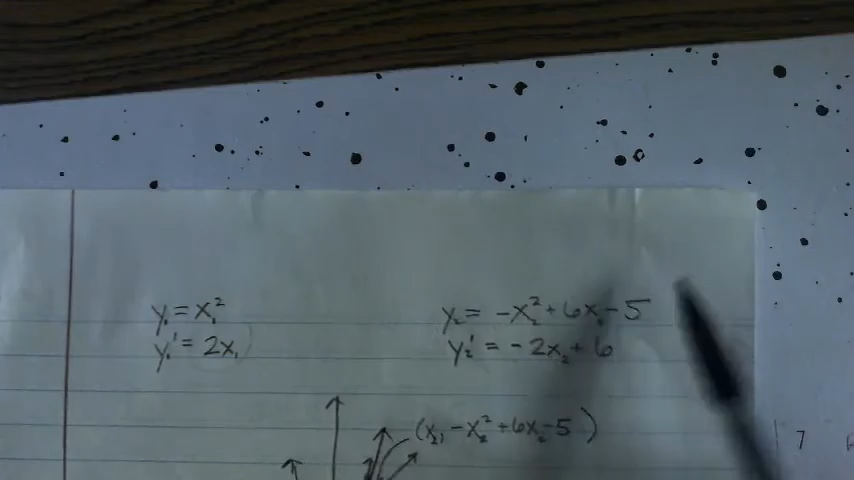 y₁ = x₁²
y₂ = -x₂² + 6x₂ - 5
y₁' = 2x₁
y₂' = -2x₂ + 6
(x₂, -x₂² + 6x₂ - 5)
7